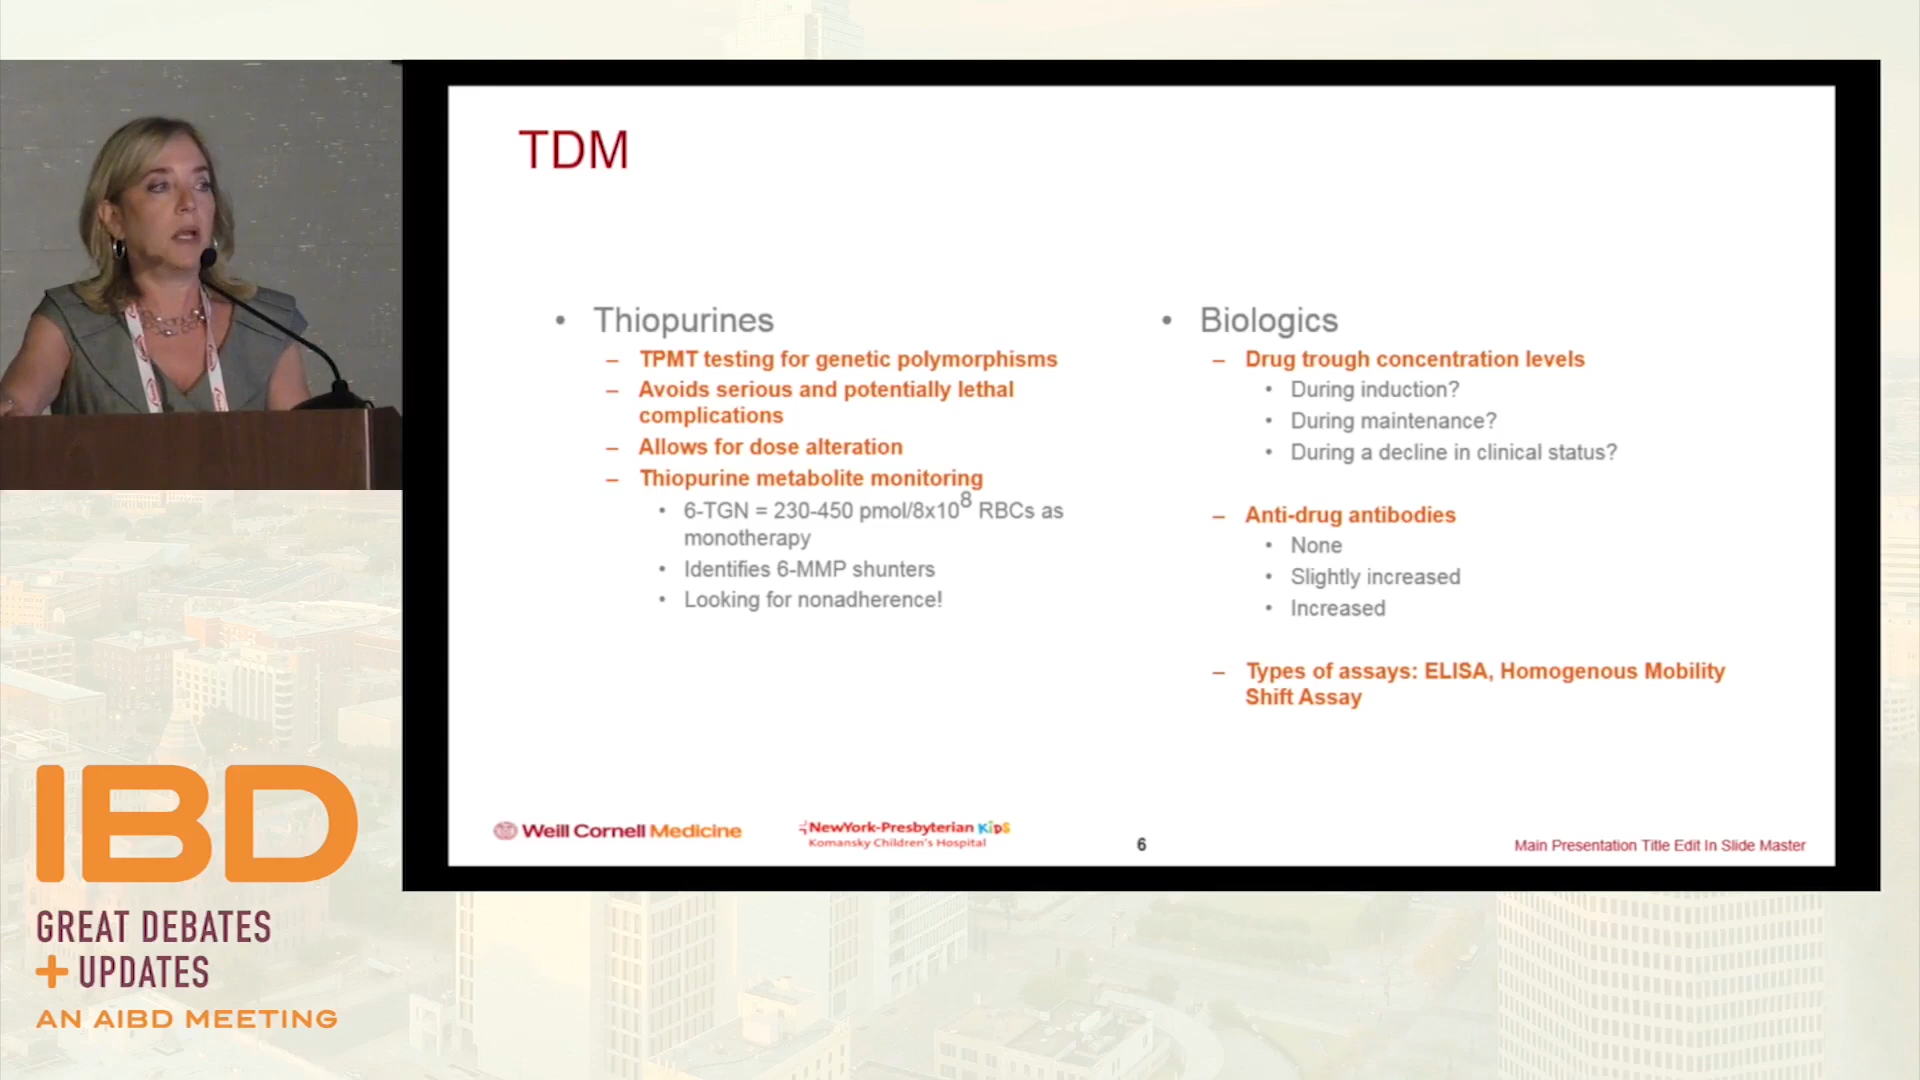 TDM
• Thiopurines
– TPMT testing for genetic polymorphisms
– Avoids serious and potentially lethal
complications
– Allows for dose alteration
– Thiopurine metabolite monitoring
• 6-TGN = 230-450 pmol/8x10⁸ RBCs as
monotherapy
• Identifies 6-MMP shunters
• Looking for nonadherence!
• Biologics
– Drug trough concentration levels
• During induction?
• During maintenance?
• During a decline in clinical status?
– Anti-drug antibodies
• None
• Slightly increased
• Increased
– Types of assays: ELISA, Homogenous Mobility
Shift Assay
Weill Cornell Medicine
NewYork-Presbyterian KiDS
Komansky Children's Hospital
6
Main Presentation Title Edit In Slide Master
IBD
GREAT DEBATES
+ UPDATES
AN AIBD MEETING